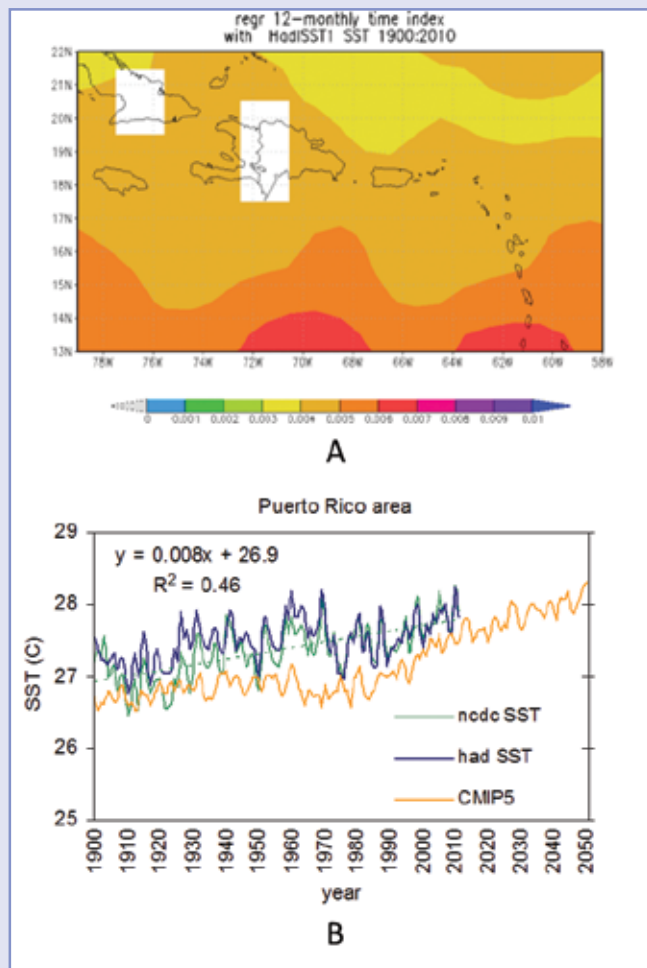 regr 12-monthly time index
with HadISST1 SST 1900:2010
22N
21N
20N
19N
18N
17N
16N
15N
14N
13N
78W 76W 74W 72W 70W 68W 66W 64W 62W 60W 58W
0 0.001 0.002 0.003 0.004 0.005 0.006 0.007 0.008 0.009 0.01
A
Puerto Rico area
y = 0.008x + 26.9
R² = 0.46
29
28
27
26
25
SST (C)
ncdc SST
had SST
CMIP5
1900 1910 1920 1930 1940 1950 1960 1970 1980 1990 2000 2010 2020 2030 2040 2050
year
B